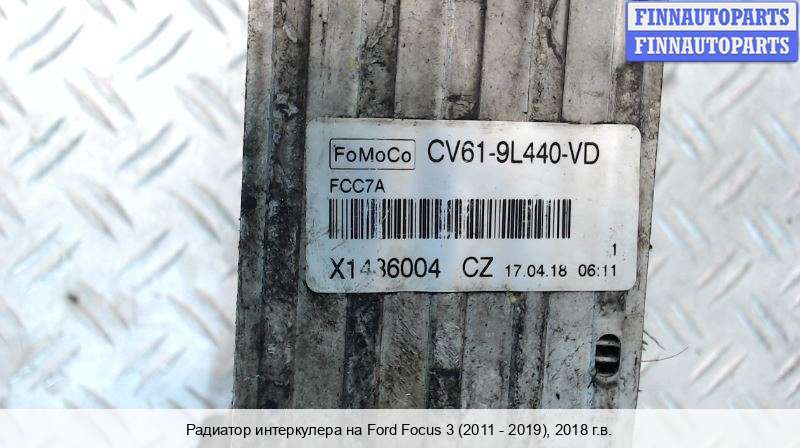 FINNAUTOPARTS
FINNAUTOPARTS
FoMoCo CV61-9L440-VD
FCC7A
1
X1436004 CZ 17.04.18 06:11
Радиатор интеркулера на Ford Focus 3 (2011 - 2019), 2018 г.в.